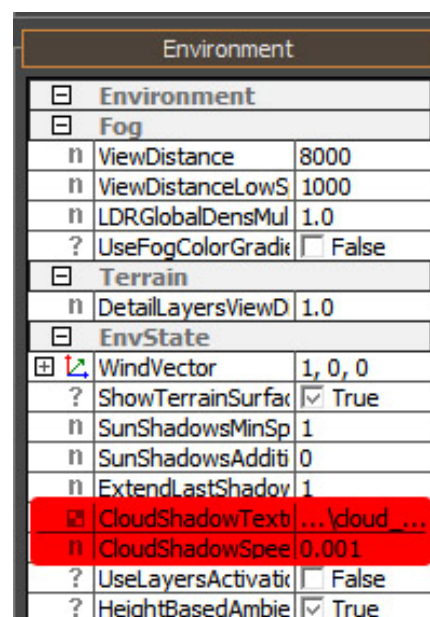 Environment
Environment
Fog
n ViewDistance 8000
n ViewDistanceLowS 1000
n LDRGlobalDensMul 1.0
? UseFogColorGradie False
Terrain
n DetailLayersViewD 1.0
EnvState
WindVector 1, 0, 0
? ShowTerrainSurfac True
n SunShadowsMinSp 1
n SunShadowsAdditi 0
n ExtendLastShadov 1
CloudShadowTextu ...\cloud_...
n CloudShadowSpee 0.001
? UseLayersActivatic False
? HeightBasedAmbie True